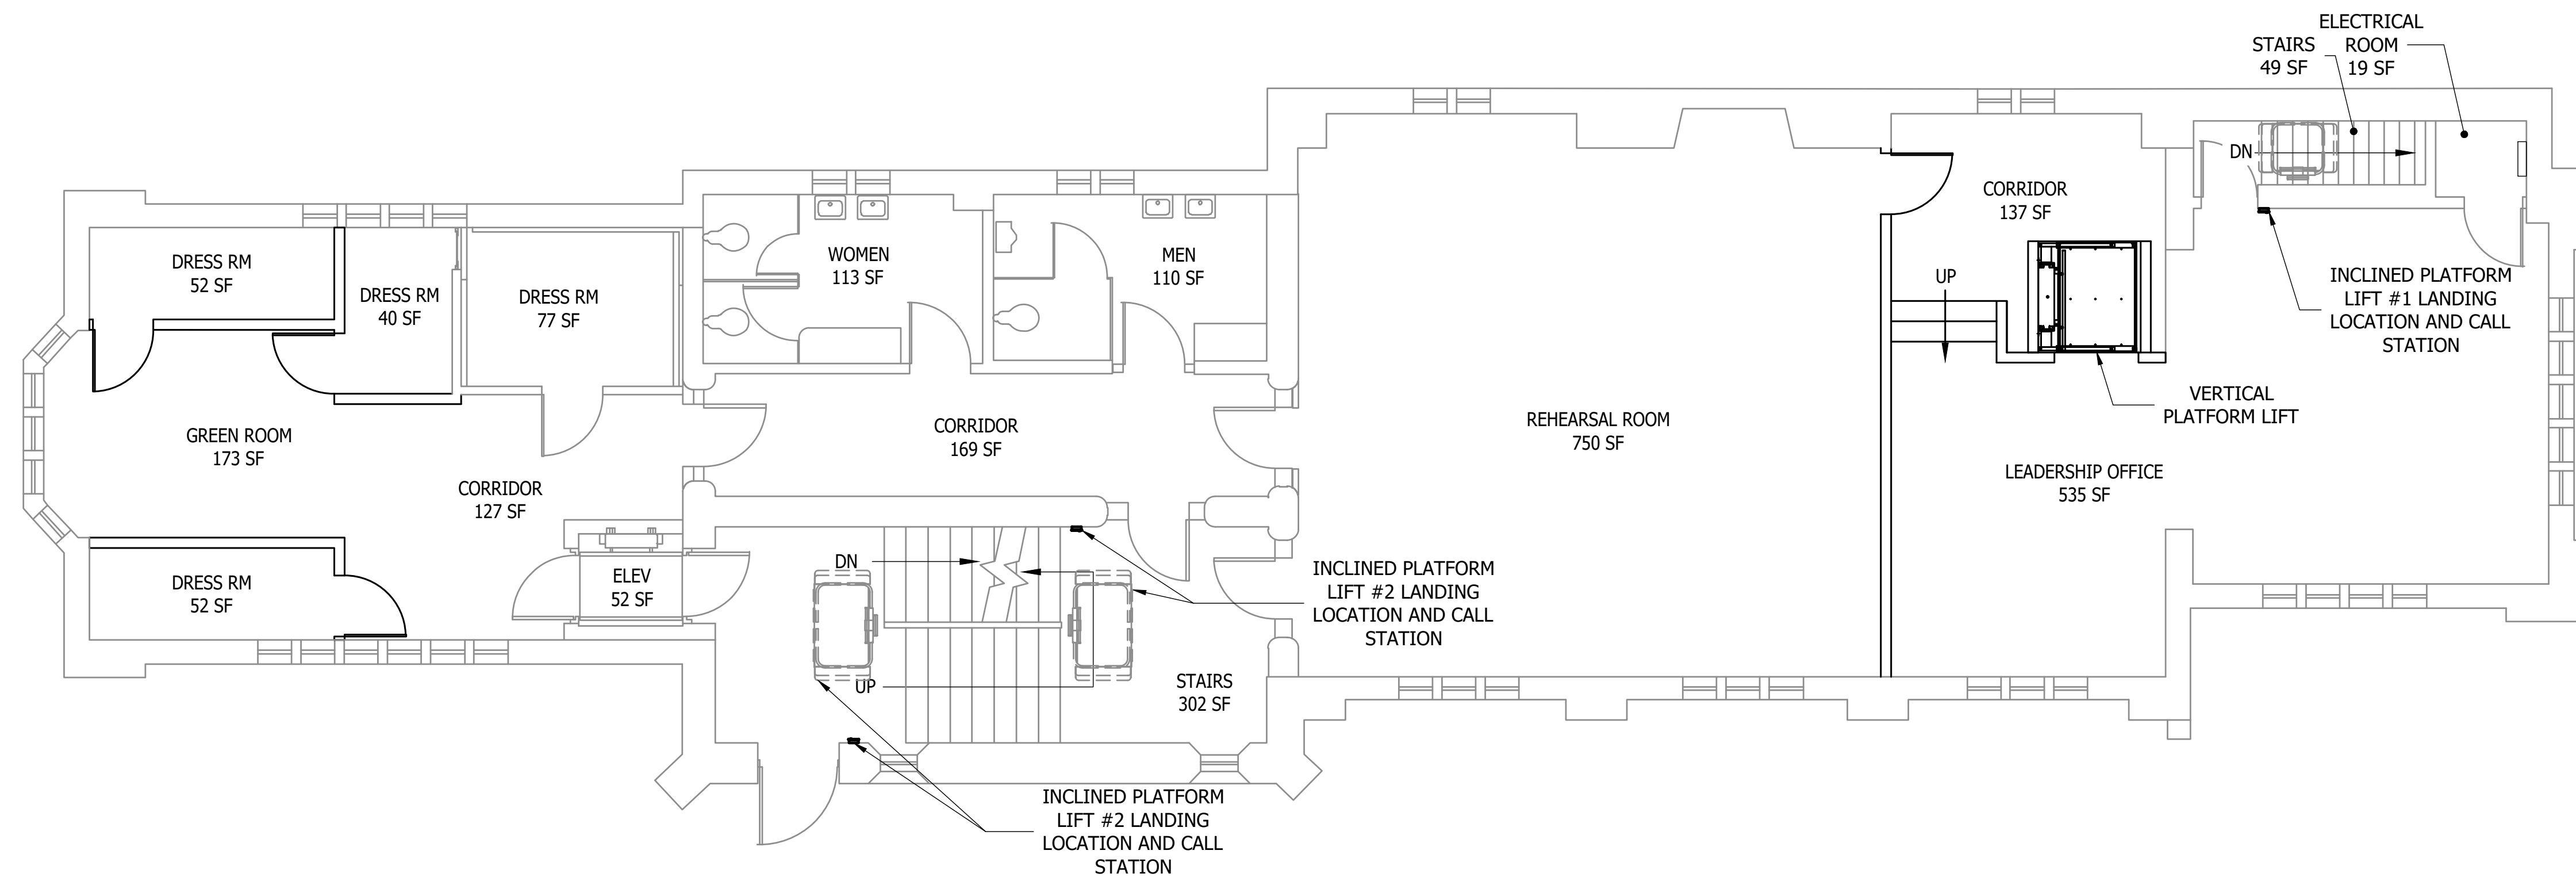 ELECTRICAL
ROOM
19 SF
STAIRS
49 SF
DN
CORRIDOR
137 SF
WOMEN
113 SF
MEN
110 SF
DRESS RM
52 SF
DRESS RM
40 SF
DRESS RM
77 SF
UP
INCLINED PLATFORM
LIFT #1 LANDING
LOCATION AND CALL
STATION
VERTICAL
PLATFORM LIFT
GREEN ROOM
173 SF
CORRIDOR
169 SF
REHEARSAL ROOM
750 SF
LEADERSHIP OFFICE
535 SF
CORRIDOR
127 SF
DRESS RM
52 SF
ELEV
52 SF
DN
INCLINED PLATFORM
LIFT #2 LANDING
LOCATION AND CALL
STATION
UP
STAIRS
302 SF
INCLINED PLATFORM
LIFT #2 LANDING
LOCATION AND CALL
STATION